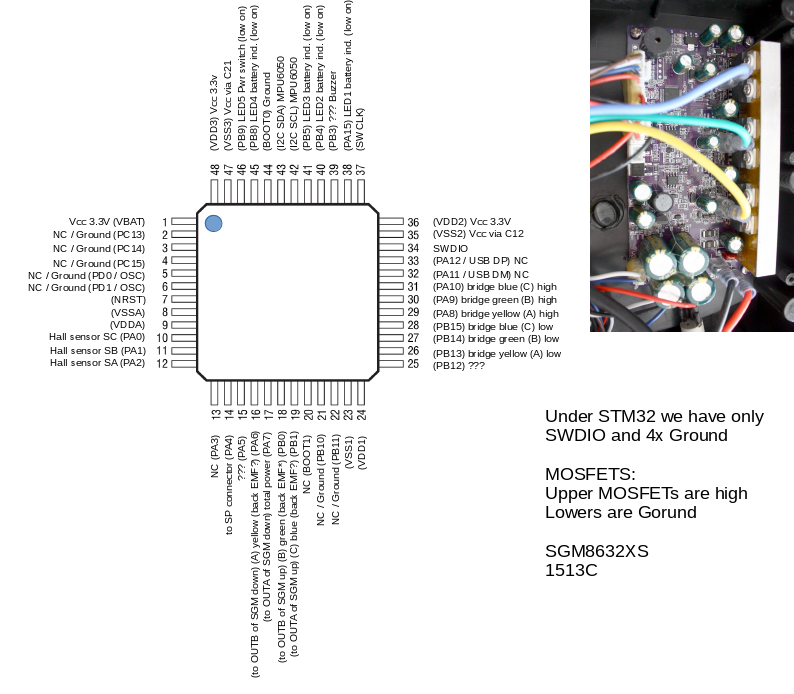 (VDD3) Vcc 3.3v
(VSS3) Vcc via C21
(PB9) LED5 Pwr switch (low on)
(PB8) LED4 battery ind. (low on)
(BOOT0) Ground
(I2C SDA) MPU6050
(I2C SCL) MPU6050
(PB5) LED3 battery ind. (low on)
(PB4) LED2 battery ind. (low on)
(PB3) ??? Buzzer
(PA15) LED1 battery ind. (low on)
(SWCLK)
48 47 46 45 44 43 42 41 40 39 38 37
Vcc 3.3V (VBAT) 1
NC / Ground (PC13) 2
NC / Ground (PC14) 3
NC / Ground (PC15) 4
NC / Ground (PD0 / OSC) 5
NC / Ground (PD1 / OSC) 6
(NRST) 7
(VSSA) 8
(VDDA) 9
Hall sensor SC (PA0) 10
Hall sensor SB (PA1) 11
Hall sensor SA (PA2) 12
36 (VDD2) Vcc 3.3V
35 (VSS2) Vcc via C12
34 SWDIO
33 (PA12 / USB DP) NC
32 (PA11 / USB DM) NC
31 (PA10) bridge blue (C) high
30 (PA9) bridge green (B) high
29 (PA8) bridge yellow (A) high
28 (PB15) bridge blue (C) low
27 (PB14) bridge green (B) low
26 (PB13) bridge yellow (A) low
25 (PB12) ???
13 14 15 16 17 18 19 20 21 22 23 24
NC (PA3)
to SP connector (PA4)
??? (PA5)
(to OUTB of SGM down) (A) yellow (back EMF?) (PA6)
(to OUTA of SGM down) total power (PA7)
(to OUTB of SGM up) (B) green (back EMF*) (PB0)
(to OUTA of SGM up) (C) blue (back EMF?) (PB1)
NC (BOOT1)
NC / Ground (PB10)
NC / Ground (PB11)
(VSS1)
(VDD1)
Under STM32 we have only
SWDIO and 4x Ground
MOSFETS:
Upper MOSFETs are high
Lowers are Gorund
SGM8632XS
1513C